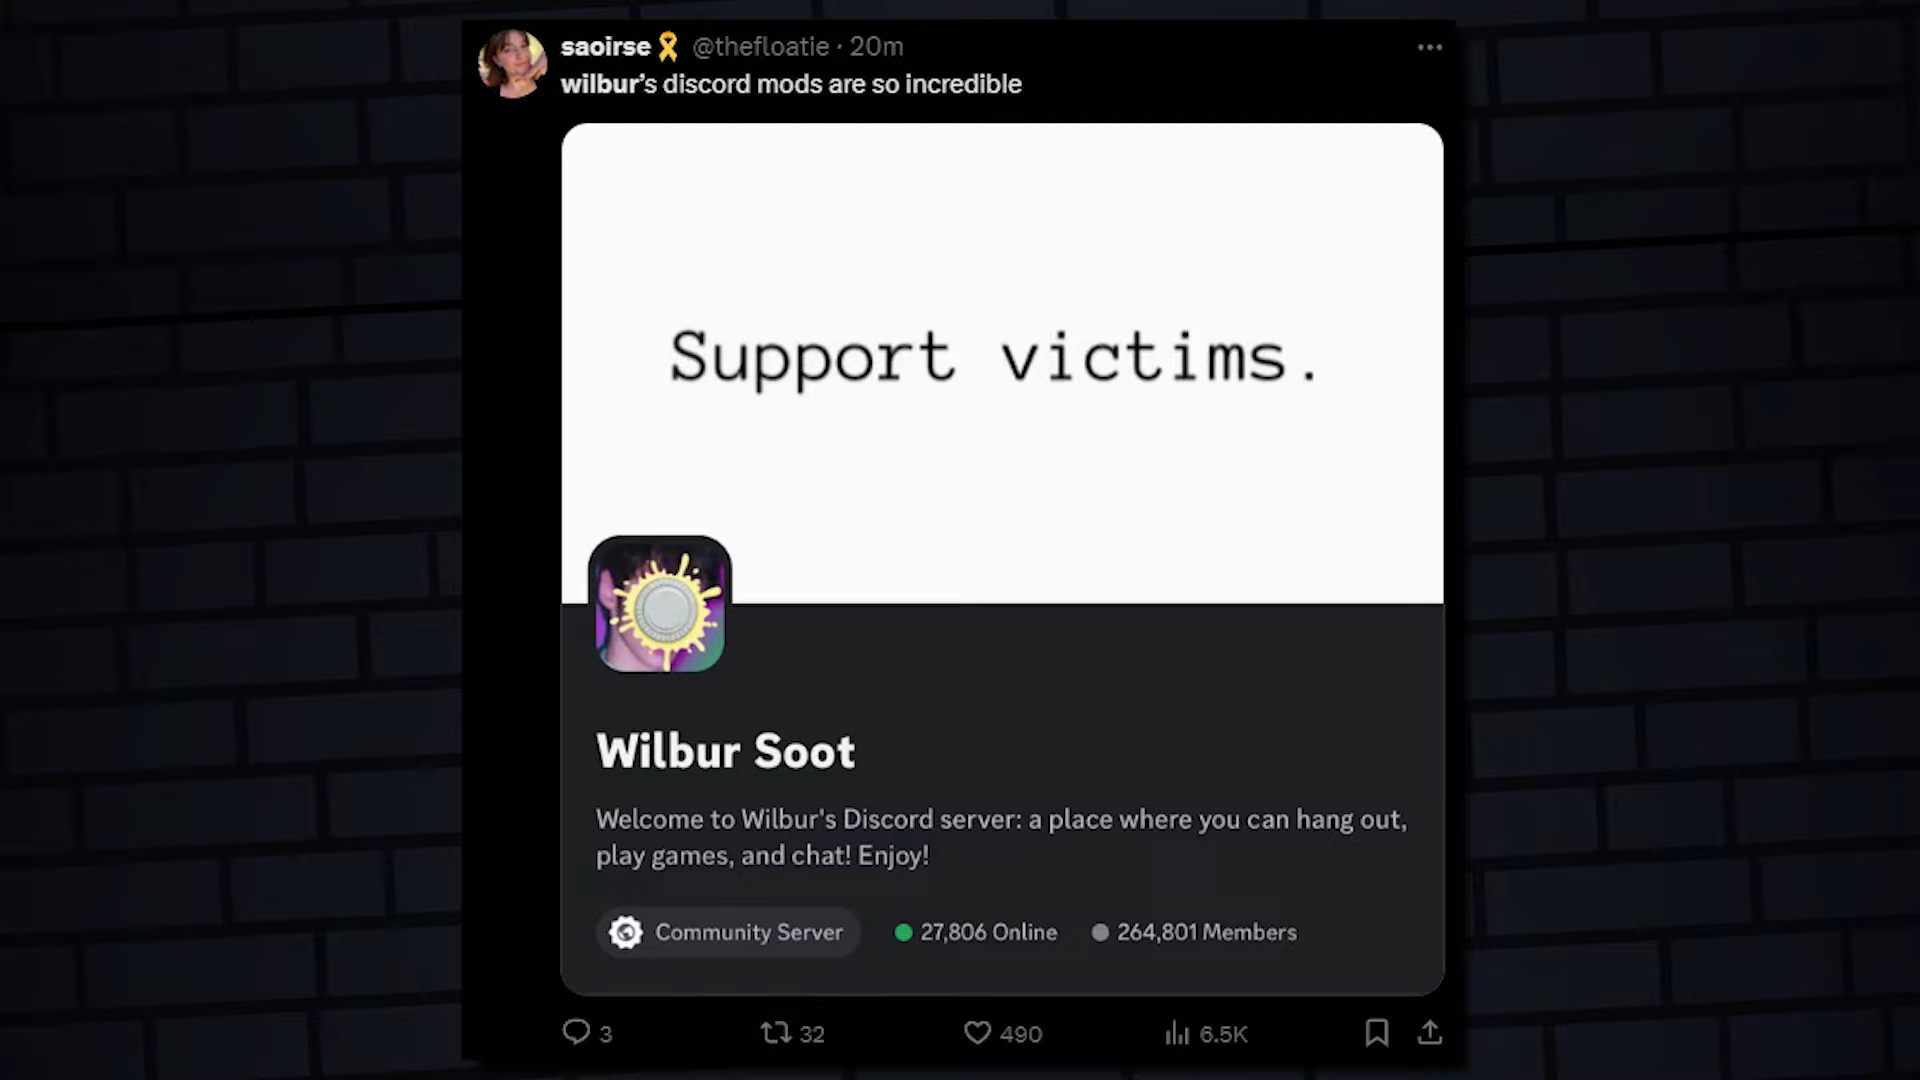 saoirse🎗️ @thefloatie · 20m
wilbur’s discord mods are so incredible
Support victims.
Wilbur Soot
Welcome to Wilbur's Discord server: a place where you can hang out,
play games, and chat! Enjoy!
Community Server 27,806 Online 264,801 Members
3 32 490 6.5K